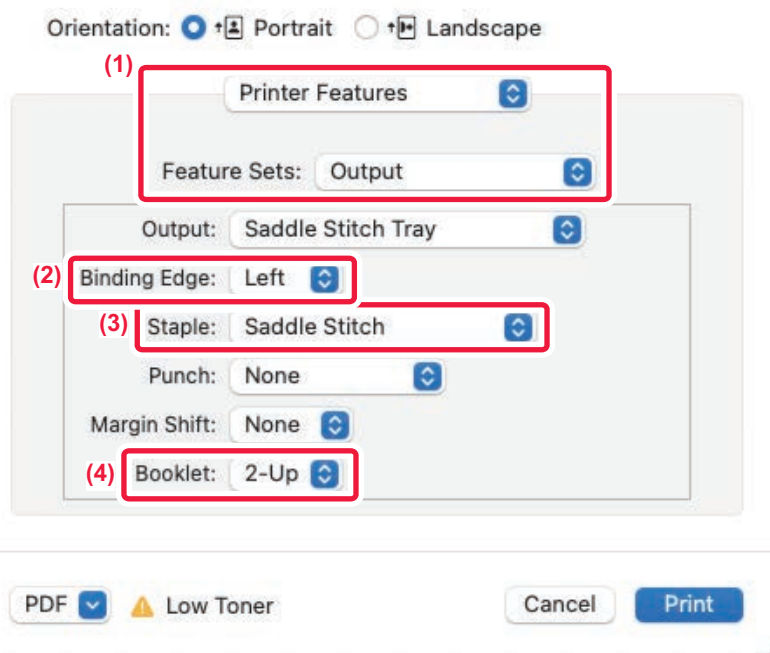 Orientation: Portrait Landscape
(1)
Printer Features
Feature Sets: Output
Output: Saddle Stitch Tray
(2) Binding Edge: Left
(3) Staple: Saddle Stitch
Punch: None
Margin Shift: None
(4) Booklet: 2-Up
PDF Low Toner Cancel Print